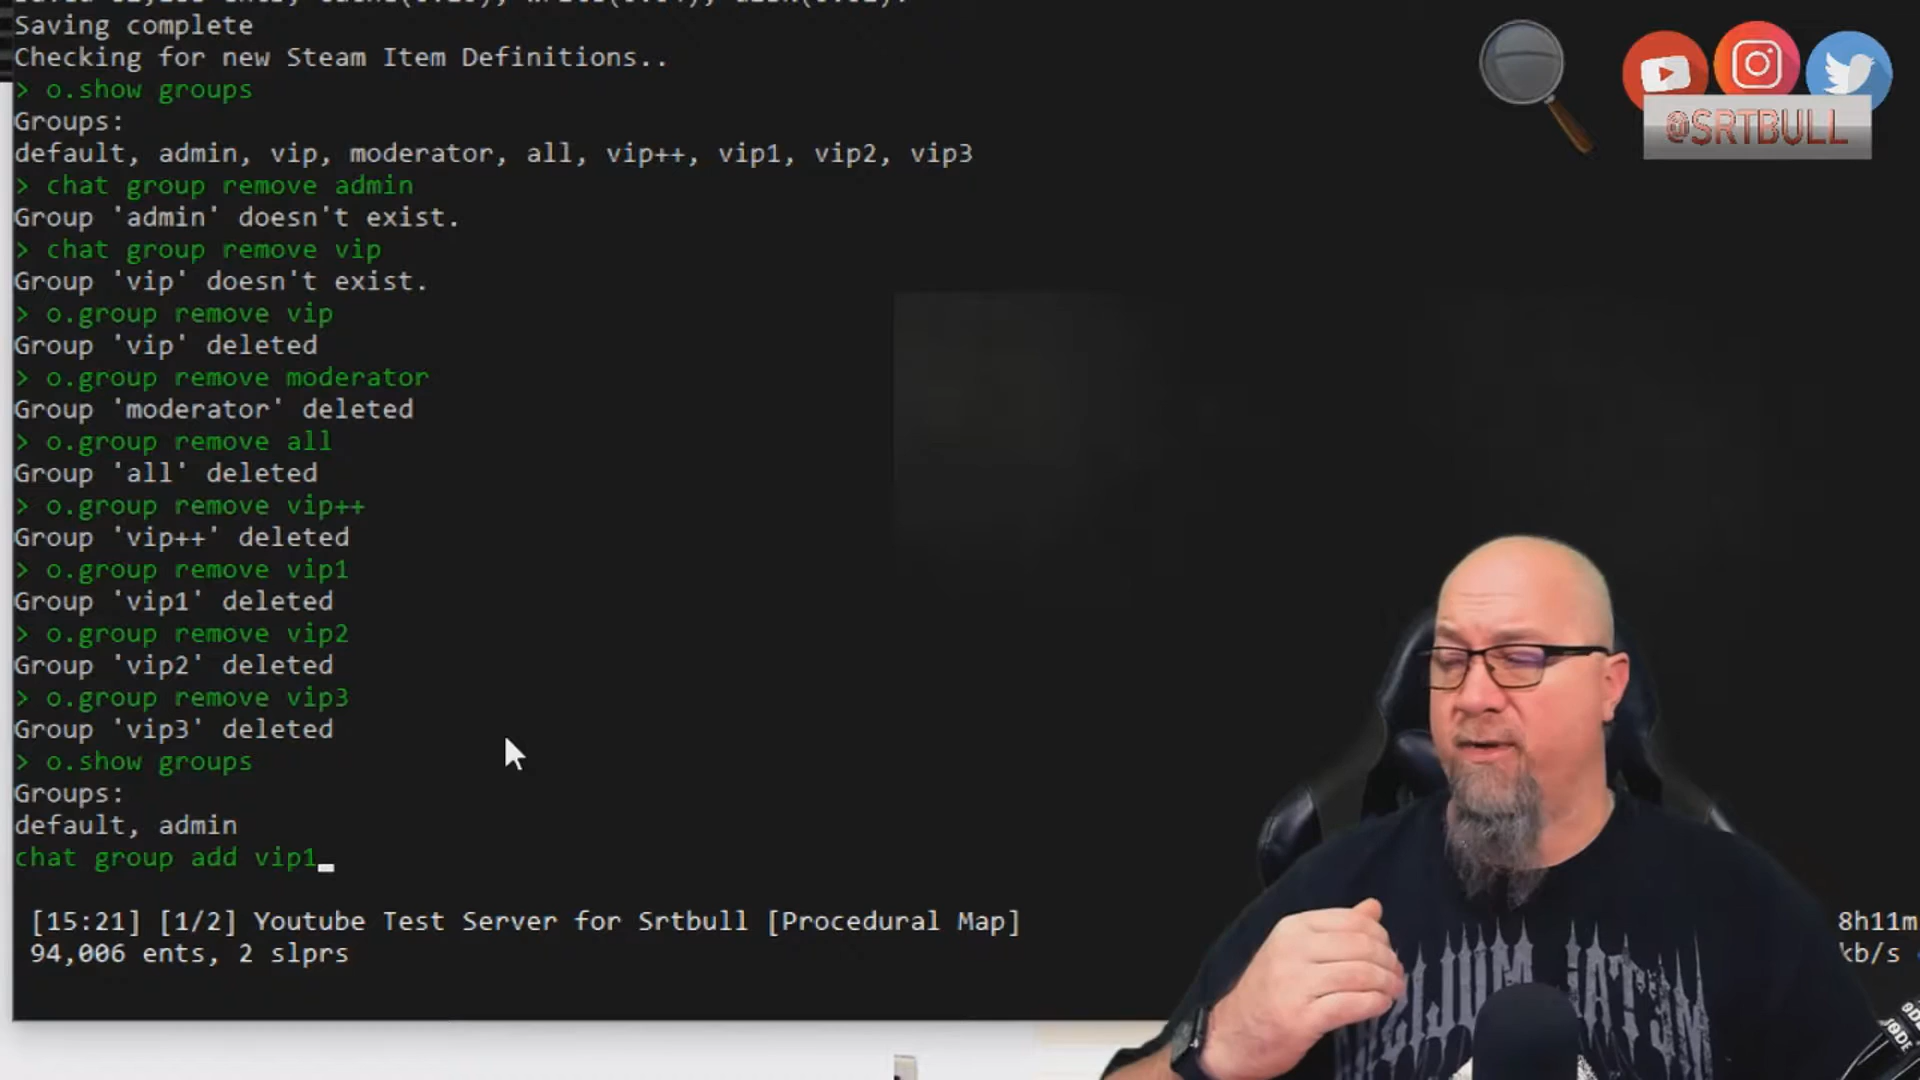 Saving complete
Checking for new Steam Item Definitions..
> o.show groups
Groups:
default, admin, vip, moderator, all, vip++, vip1, vip2, vip3
> chat group remove admin
Group 'admin' doesn't exist.
> chat group remove vip
Group 'vip' doesn't exist.
> o.group remove vip
Group 'vip' deleted
> o.group remove moderator
Group 'moderator' deleted
> o.group remove all
Group 'all' deleted
> o.group remove vip++
Group 'vip++' deleted
> o.group remove vip1
Group 'vip1' deleted
> o.group remove vip2
Group 'vip2' deleted
> o.group remove vip3
Group 'vip3' deleted
> o.show groups
Groups:
default, admin
chat group add vip1
[15:21] [1/2] Youtube Test Server for Srtbull [Procedural Map]
8h11m
94,006 ents, 2 slprs
kb/s
@SRTBULL